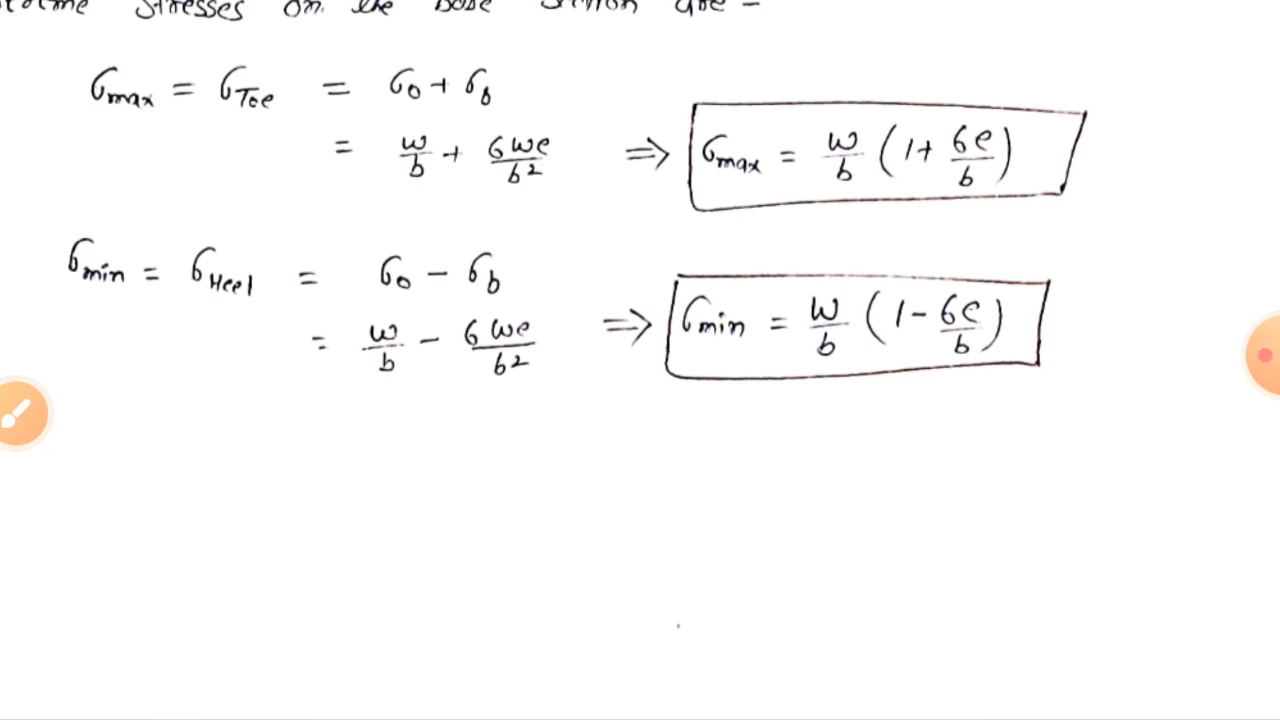 stresses on the base section are -
σmax = σToe = σ0 + σb
= w/b + 6we/b² ⇒ σmax = w/b (1 + 6e/b)
σmin = σHeel = σ0 - σb
= w/b - 6we/b² ⇒ σmin = w/b (1 - 6e/b)